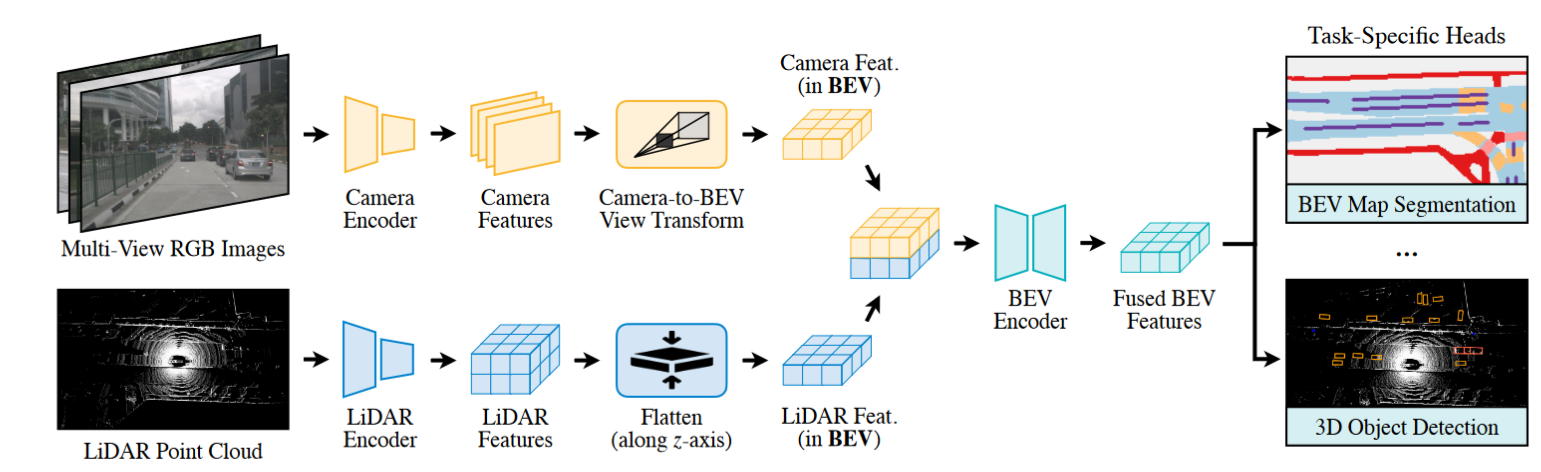 Multi-View RGB Images
Camera
Encoder
Camera
Features
Camera-to-BEV
View Transform
Camera Feat.
(in BEV)
LiDAR Point Cloud
LiDAR
Encoder
LiDAR
Features
Flatten
(along z-axis)
LiDAR Feat.
(in BEV)
BEV
Encoder
Fused BEV
Features
Task-Specific Heads
BEV Map Segmentation
...
3D Object Detection